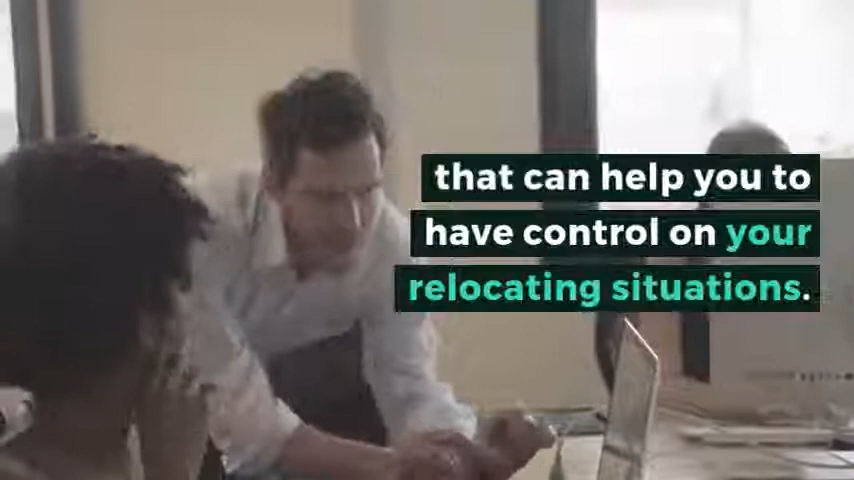 that can help you to
have control on your
relocating situations.